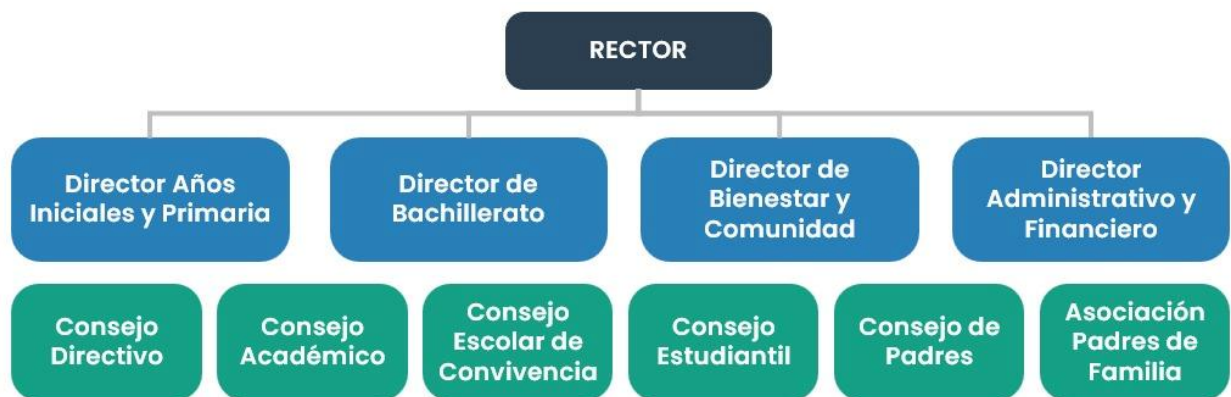 RECTOR
Director Años
Iniciales y Primaria
Director de
Bachillerato
Director de
Bienestar y
Comunidad
Director
Administrativo y
Financiero
Consejo
Directivo
Consejo
Académico
Consejo
Escolar de
Convivencia
Consejo
Estudiantil
Consejo de
Padres
Asociación
Padres de
Familia